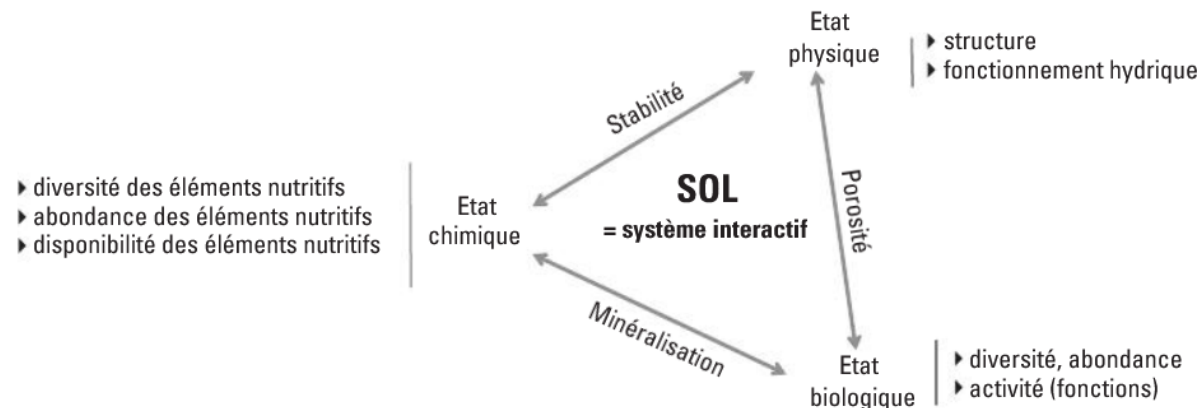 Etat
physique
▸ structure
▸ fonctionnement hydrique
Stabilité
▸ diversité des éléments nutritifs
▸ abondance des éléments nutritifs
▸ disponibilité des éléments nutritifs
Etat
chimique
SOL
= système interactif
Porosité
Minéralisation
Etat
biologique
▸ diversité, abondance
▸ activité (fonctions)